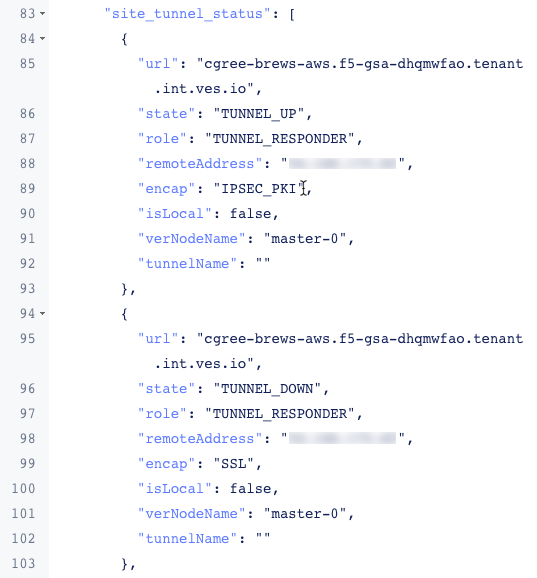 83 "site_tunnel_status": [
84 {
85 "url": "cgree-brews-aws.f5-gsa-dhqmwfao.tenant
.int.ves.io",
86 "state": "TUNNEL_UP",
87 "role": "TUNNEL_RESPONDER",
88 "remoteAddress": " ",
89 "encap": "IPSEC_PKI",
90 "isLocal": false,
91 "verNodeName": "master-0",
92 "tunnelName": ""
93 },
94 {
95 "url": "cgree-brews-aws.f5-gsa-dhqmwfao.tenant
.int.ves.io",
96 "state": "TUNNEL_DOWN",
97 "role": "TUNNEL_RESPONDER",
98 "remoteAddress": " ",
99 "encap": "SSL",
100 "isLocal": false,
101 "verNodeName": "master-0",
102 "tunnelName": ""
103 },